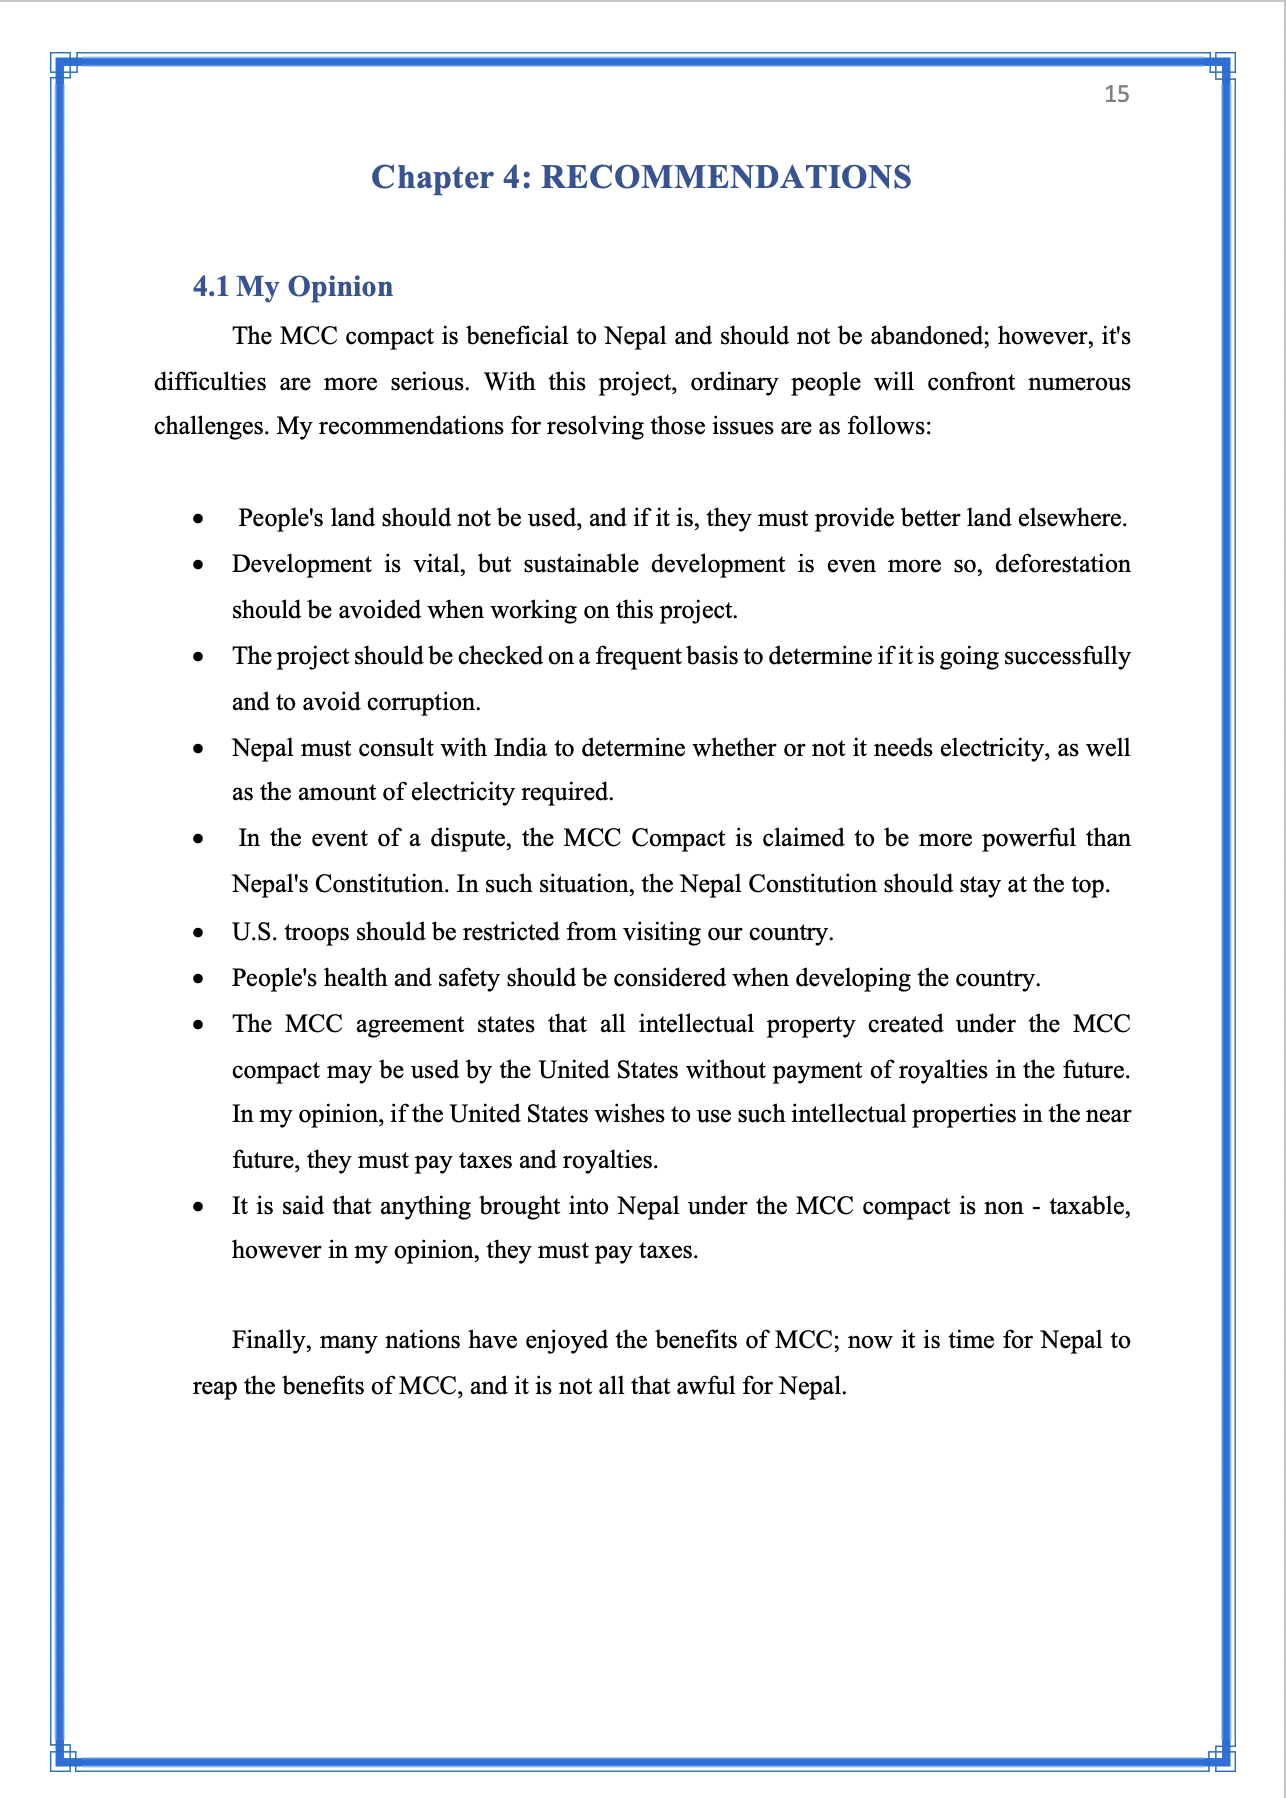 15
Chapter 4: RECOMMENDATIONS
4.1 My Opinion
The MCC compact is beneficial to Nepal and should not be abandoned; however, it's
difficulties are more serious. With this project, ordinary people will confront numerous
challenges. My recommendations for resolving those issues are as follows:
• People's land should not be used, and if it is, they must provide better land elsewhere.
• Development is vital, but sustainable development is even more so, deforestation
should be avoided when working on this project.
• The project should be checked on a frequent basis to determine if it is going successfully
and to avoid corruption.
• Nepal must consult with India to determine whether or not it needs electricity, as well
as the amount of electricity required.
• In the event of a dispute, the MCC Compact is claimed to be more powerful than
Nepal's Constitution. In such situation, the Nepal Constitution should stay at the top.
• U.S. troops should be restricted from visiting our country.
• People's health and safety should be considered when developing the country.
• The MCC agreement states that all intellectual property created under the MCC
compact may be used by the United States without payment of royalties in the future.
In my opinion, if the United States wishes to use such intellectual properties in the near
future, they must pay taxes and royalties.
• It is said that anything brought into Nepal under the MCC compact is non - taxable,
however in my opinion, they must pay taxes.
Finally, many nations have enjoyed the benefits of MCC; now it is time for Nepal to
reap the benefits of MCC, and it is not all that awful for Nepal.